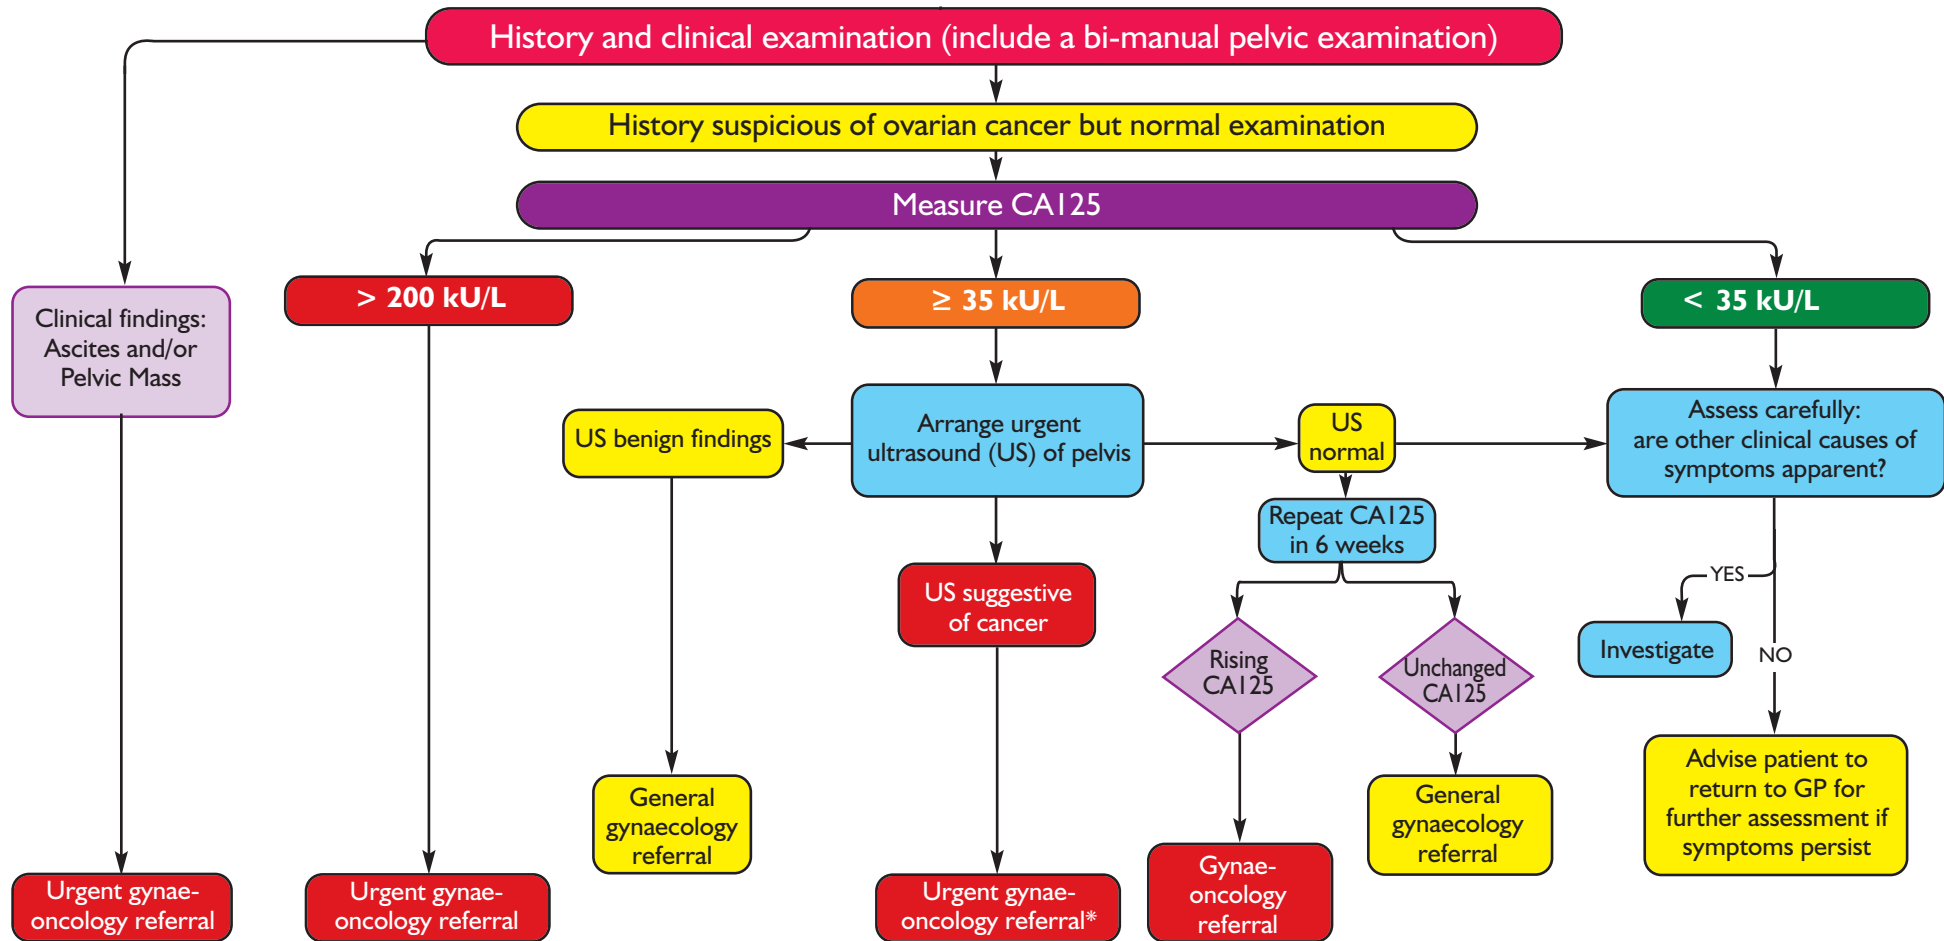 History and clinical examination (include a bi-manual pelvic examination)
History suspicious of ovarian cancer but normal examination
Measure CA125
Clinical findings:
Ascites and/or
Pelvic Mass
> 200 kU/L
≥ 35 kU/L
< 35 kU/L
US benign findings
Arrange urgent
ultrasound (US) of pelvis
US
normal
Assess carefully:
are other clinical causes of
symptoms apparent?
Repeat CA125
in 6 weeks
US suggestive
of cancer
YES
Investigate
NO
Rising
CA125
Unchanged
CA125
General
gynaecology
referral
General
gynaecology
referral
Advise patient to
return to GP for
further assessment if
symptoms persist
Urgent gynae-
oncology referral
Urgent gynae-
oncology referral
Urgent gynae-
oncology referral*
Gynae-
oncology
referral